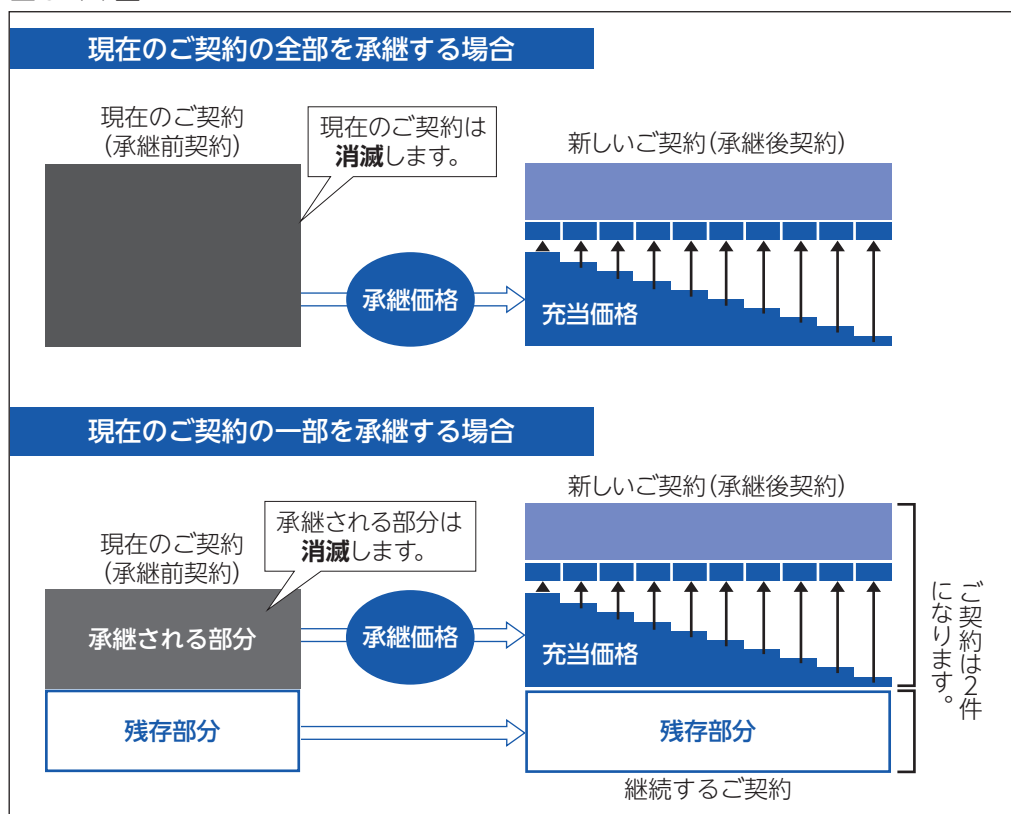 現在のご契約の全部を承継する場合
現在のご契約
(承継前契約)
現在のご契約は
消滅します。
新しいご契約(承継後契約)
承継価格
充当価格
現在のご契約の一部を承継する場合
現在のご契約
(承継前契約)
承継される部分は
消滅します。
新しいご契約(承継後契約)
承継される部分
承継価格
充当価格
残存部分
残存部分
継続するご契約
ご契約は2件
になります。